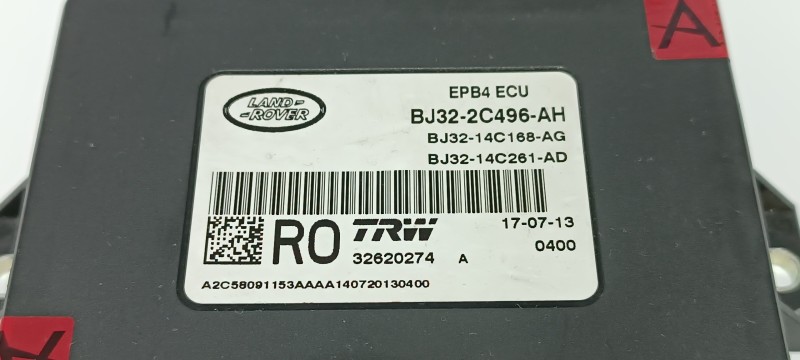 A
LAND-
-ROVER
EPB4 ECU
BJ32-2C496-AH
BJ32-14C168-AG
BJ32-14C261-AD
RO TRW
17-07-13
32620274 A
0400
A2C58091153AAAA140720130400